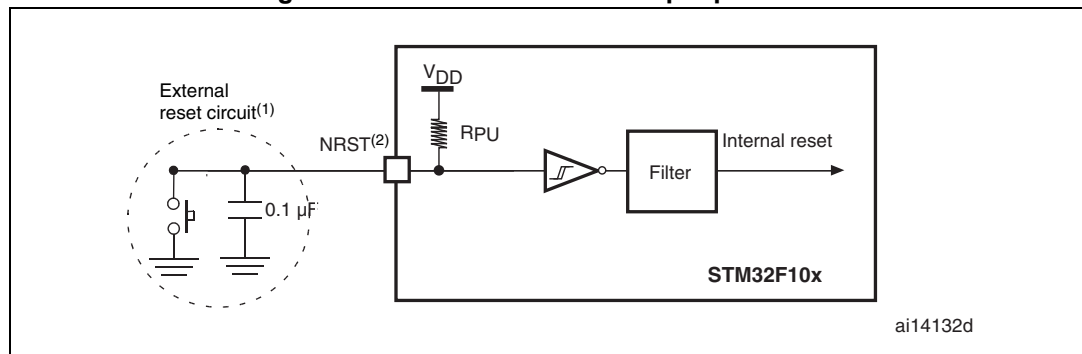 External
reset circuit(1)
VDD
NRST(2)
RPU
Internal reset
Filter
0.1 µF
STM32F10x
ai14132d